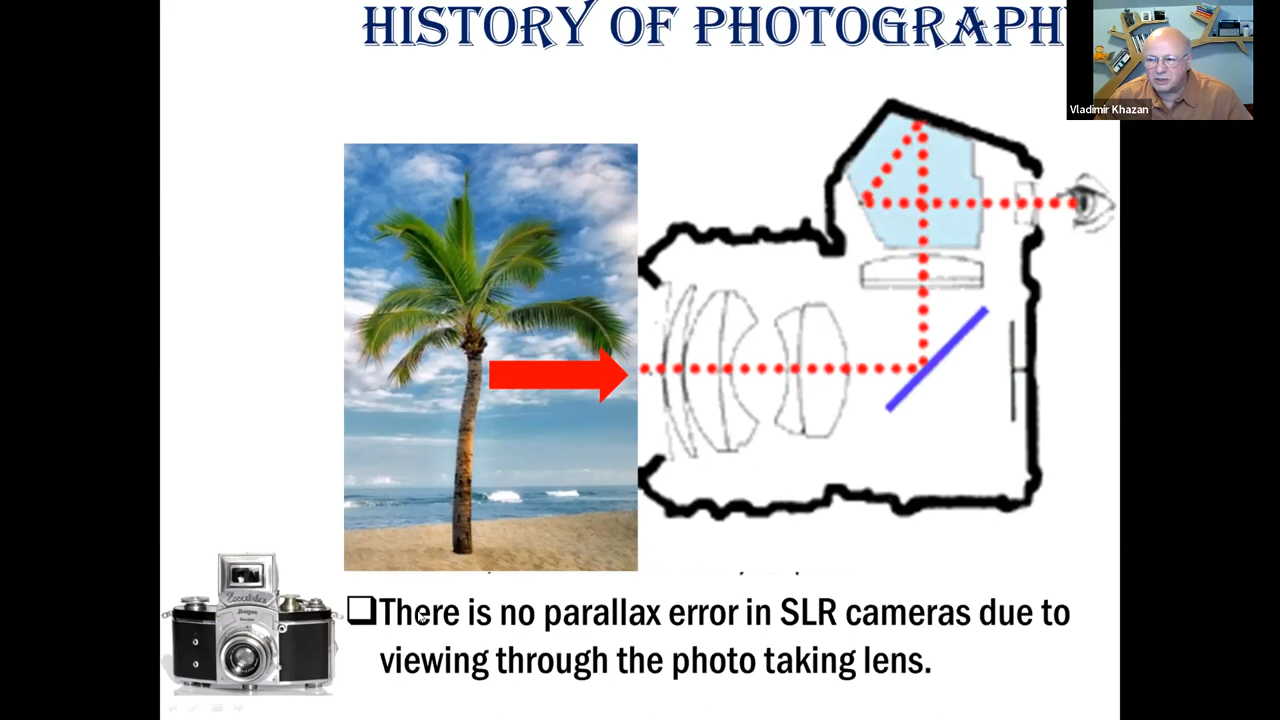 HISTORY OF PHOTOGRAPHY
Vladimir Khazan
There is no parallax error in SLR cameras due to
viewing through the photo taking lens.